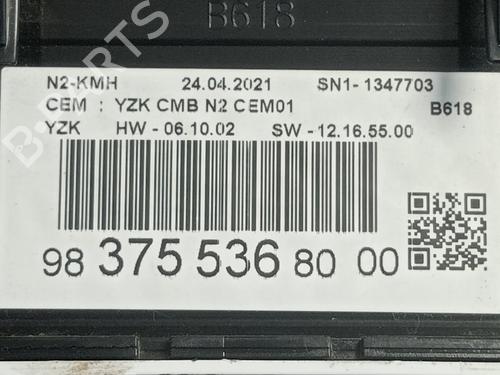 B618
N2-KMH 24.04.2021 SN1- 1347703
CEM : YZK CMB N2 CEM01 B618
YZK HW - 06.10.02 SW - 12.16.55.00
98 375 536 80 00
B-PARTS